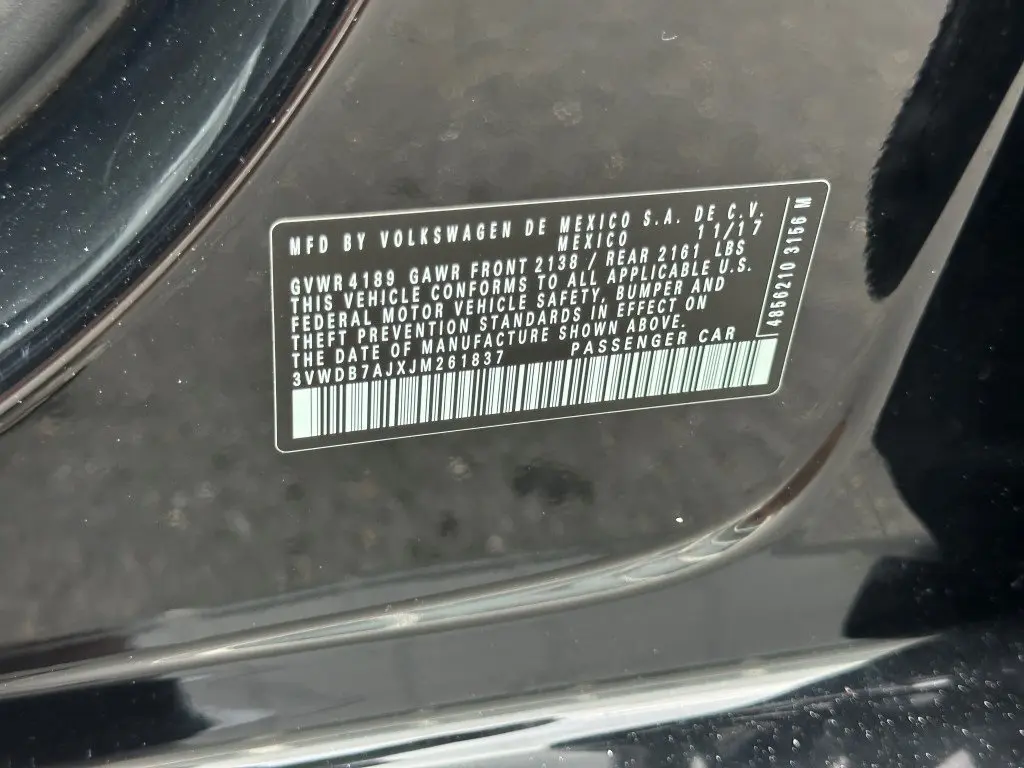 MFD BY VOLKSWAGEN DE MEXICO S.A. DE C.V.
MEXICO 11/17
GVWR 4189 GAWR FRONT 2138 / REAR 2161 LBS
THIS VEHICLE CONFORMS TO ALL APPLICABLE U.S.
FEDERAL MOTOR VEHICLE SAFETY, BUMPER AND
THEFT PREVENTION STANDARDS IN EFFECT ON
THE DATE OF MANUFACTURE SHOWN ABOVE.
3VWDB7AJXJM261837 PASSENGER CAR
4866210 3156 M